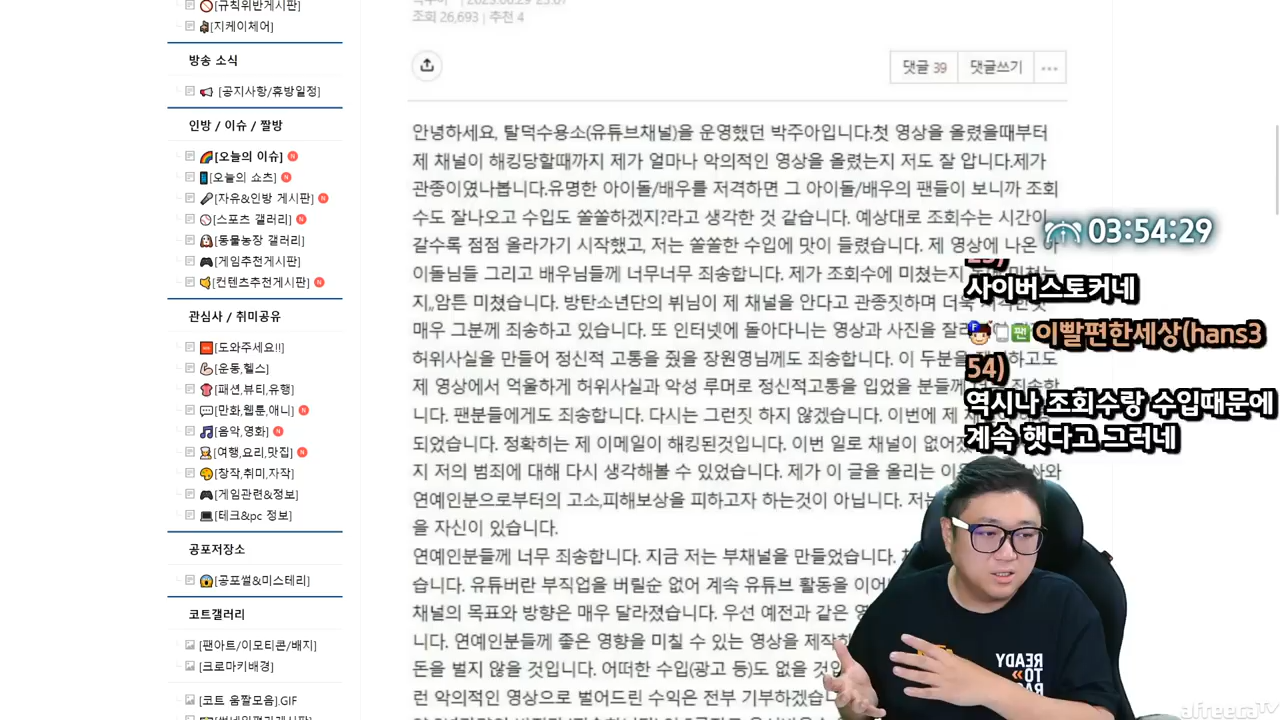 [규칙위반게시판]
[지케이체어]
방송 소식
[공지사항/휴방일정]
인방 / 이슈 / 짤방
[오늘의 이슈] N
[오늘의 쇼츠] N
[자유&인방 게시판] N
[스포츠 갤러리] N
[동물농장 갤러리]
[게임추천게시판]
[컨텐츠추천게시판] N
관심사 / 취미공유
[도와주세요!!]
[운동,헬스]
[패션,뷰티,유행]
[만화,웹툰,애니] N
[음악,영화] N
[여행,요리,맛집] N
[창작,취미,자작]
[게임관련&정보]
[테크&pc 정보]
공포저장소
[공포썰&미스테리]
코트갤러리
[팬아트/이모티콘/배지]
[크로마키배경]
[코트 움짤모음].GIF
조회 26,693 | 추천 4
댓글 39
댓글쓰기
안녕하세요, 탈덕수용소(유튜브채널)을 운영했던 박주아입니다.첫 영상을 올렸을때부터
제 채널이 해킹당할때까지 제가 얼마나 악의적인 영상을 올렸는지 저도 잘 압니다.제가
관종이였나봅니다.유명한 아이돌/배우를 저격하면 그 아이돌/배우의 팬들이 보니까 조회
수도 잘나오고 수입도 쏠쏠하겠지?라고 생각한 것 같습니다. 예상대로 조회수는 시간이
갈수록 점점 올라가기 시작했고, 저는 쏠쏠한 수입에 맛이 들렸습니다. 제 영상에 나온
이돌님들 그리고 배우님들께 너무너무 죄송합니다. 제가 조회수에 미쳤는지
지,,암튼 미쳤습니다. 방탄소년단의 뷔님이 제 채널을 안다고 관종짓하며 더욱
매우 그분께 죄송하고 있습니다. 또 인터넷에 돌아다니는 영상과 사진을
허위사실을 만들어 정신적 고통을 줬을 장원영님께도 죄송합니다. 이 두분을
제 영상에서 억울하게 허위사실과 악성 루머로 정신적고통을 입었을 분들께
니다. 팬분들에게도 죄송합니다. 다시는 그런짓 하지 않겠습니다. 이번에 제
되었습니다. 정확히는 제 이메일이 해킹된것입니다. 이번 일로 채널이
지 저의 범죄에 대해 다시 생각해볼 수 있었습니다. 제가 이 글을 올리는
연예인분으로부터의 고소,피해보상을 피하고자 하는것이 아닙니다.
을 자신이 있습니다.
연예인분들께 너무 죄송합니다. 지금 저는 부채널을 만들었습니다.
습니다. 유튜버란 부직업을 버릴순 없어 계속 유튜브 활동을
채널의 목표와 방향은 매우 달라졌습니다. 우선 예전과 같은
니다. 연예인분들께 좋은 영향을 미칠 수 있는 영상을
돈을 벌지 않을 것입니다. 어떠한 수입(광고 등)도 없을
런 악의적인 영상으로 벌어드린 수익은 전부
03:54:29
사이버스토커네
팬 이빨편한세상(hans3
54)
역시나 조회수랑 수입때문에
계속 햇다고 그러네
READY
TO
afreecaTV